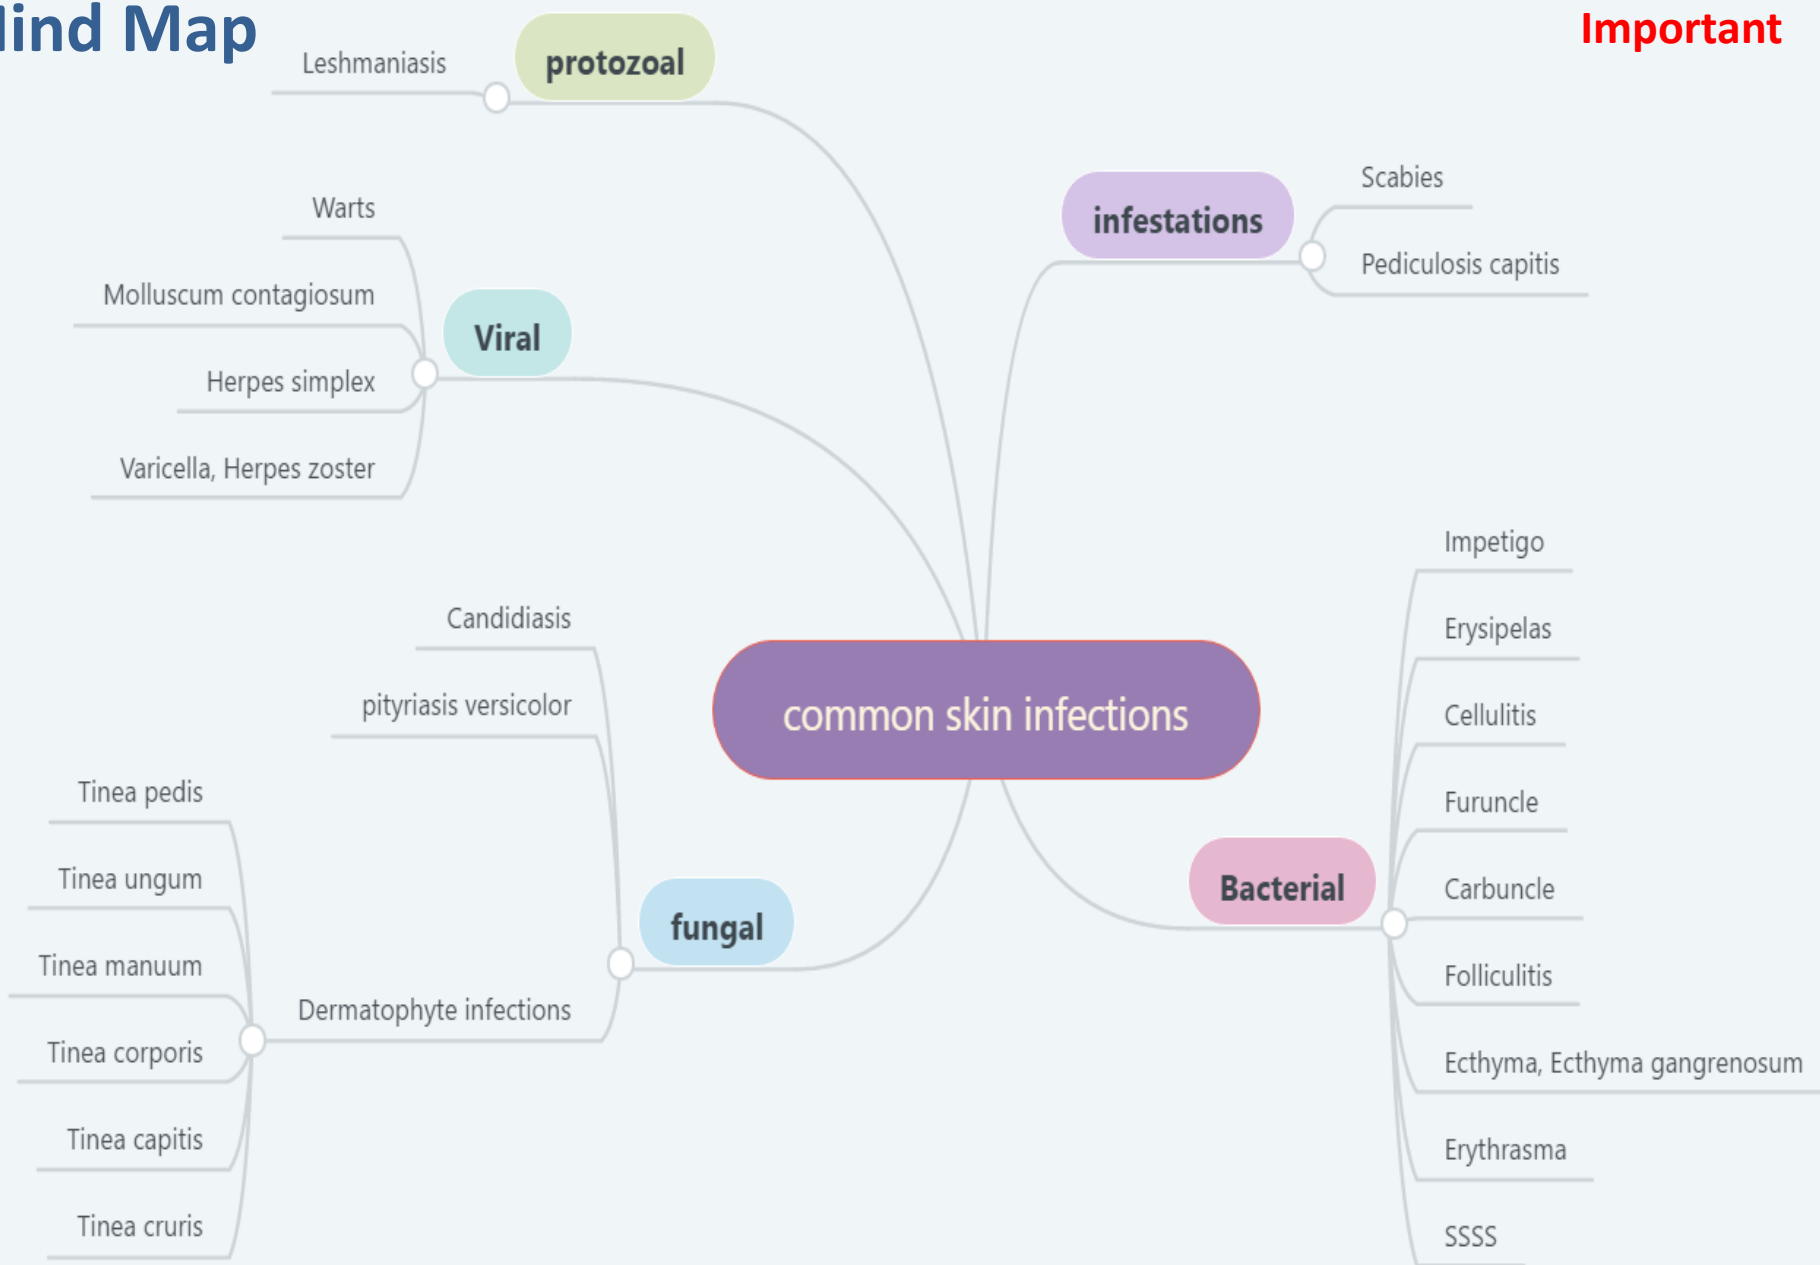 Mind Map
Important
protozoal
Leshmaniasis
infestations
Scabies
Pediculosis capitis
Viral
Warts
Molluscum contagiosum
Herpes simplex
Varicella, Herpes zoster
common skin infections
fungal
Candidiasis
pityriasis versicolor
Dermatophyte infections
Tinea pedis
Tinea ungum
Tinea manuum
Tinea corporis
Tinea capitis
Tinea cruris
Bacterial
Impetigo
Erysipelas
Cellulitis
Furuncle
Carbuncle
Folliculitis
Ecthyma, Ecthyma gangrenosum
Erythrasma
SSSS